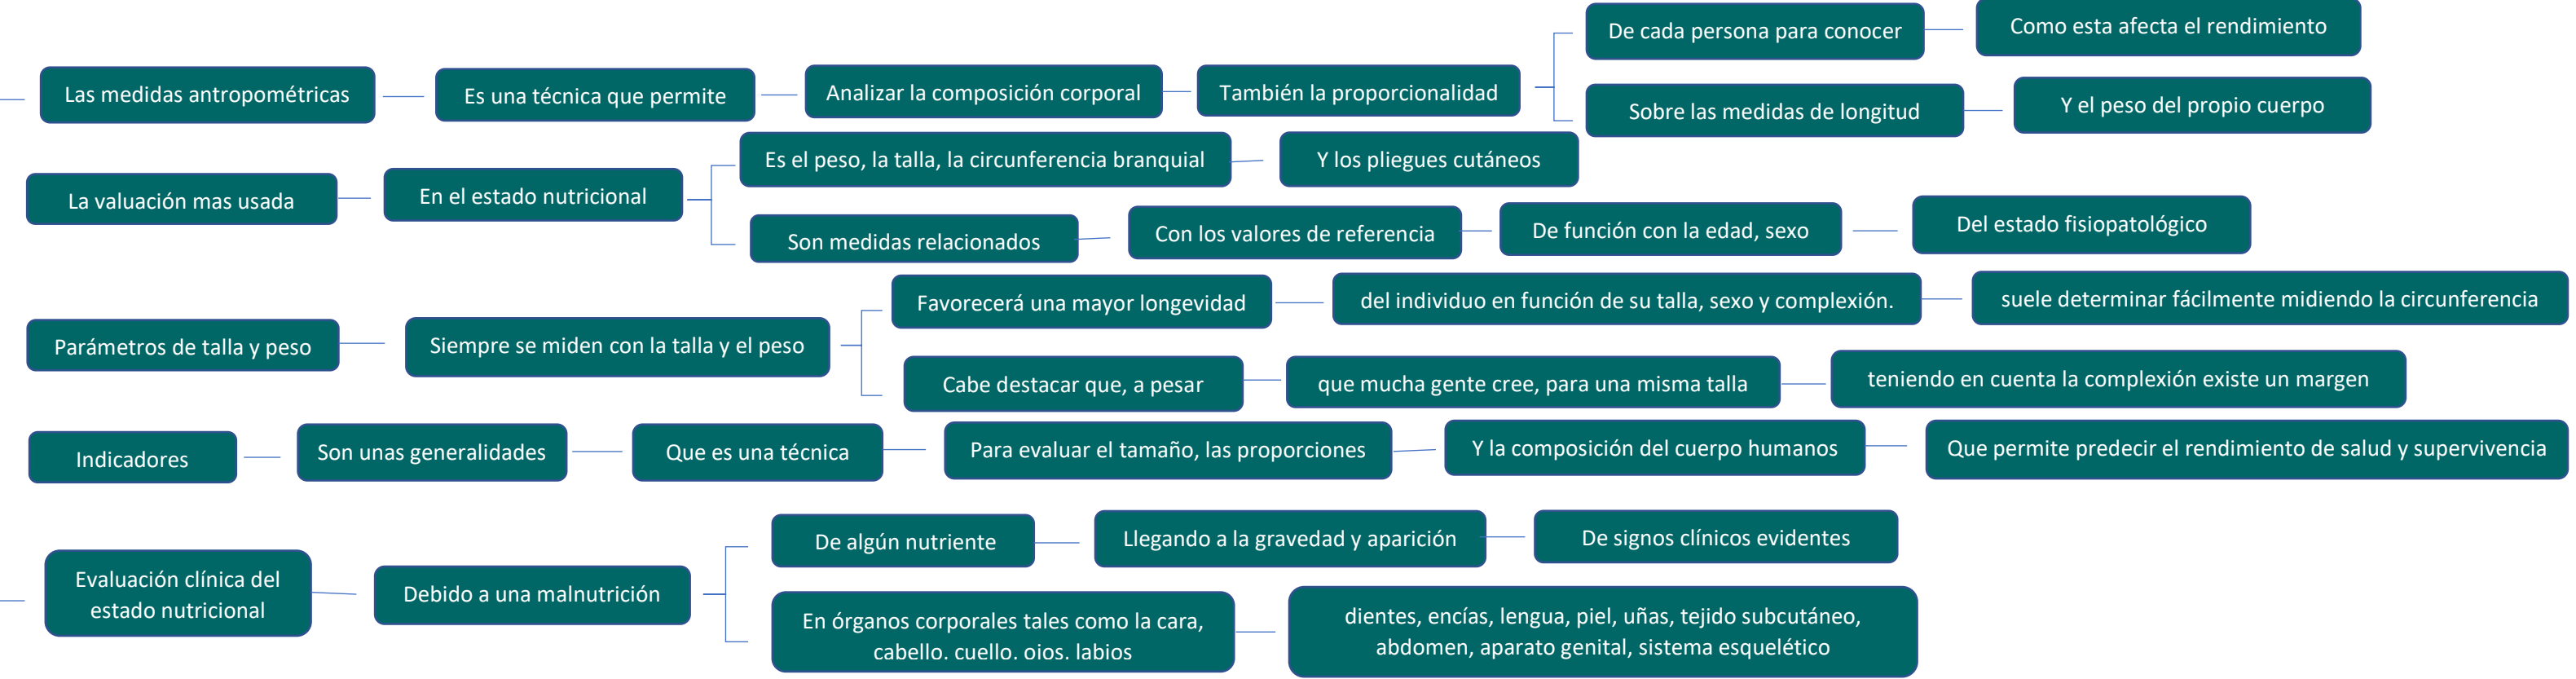 Las medidas antropométricas
Es una técnica que permite
Analizar la composición corporal
También la proporcionalidad
De cada persona para conocer
Como esta afecta el rendimiento
Sobre las medidas de longitud
Y el peso del propio cuerpo
La valuación mas usada
En el estado nutricional
Es el peso, la talla, la circunferencia branquial
Y los pliegues cutáneos
Son medidas relacionados
Con los valores de referencia
De función con la edad, sexo
Del estado fisiopatológico
Parámetros de talla y peso
Siempre se miden con la talla y el peso
Favorecerá una mayor longevidad
del individuo en función de su talla, sexo y complexión.
suele determinar fácilmente midiendo la circunferencia
Cabe destacar que, a pesar
que mucha gente cree, para una misma talla
teniendo en cuenta la complexión existe un margen
Indicadores
Son unas generalidades
Que es una técnica
Para evaluar el tamaño, las proporciones
Y la composición del cuerpo humanos
Que permite predecir el rendimiento de salud y supervivencia
Evaluación clínica del
estado nutricional
Debido a una malnutrición
De algún nutriente
Llegando a la gravedad y aparición
De signos clínicos evidentes
En órganos corporales tales como la cara,
cabello, cuello, ojos, labios
dientes, encías, lengua, piel, uñas, tejido subcutáneo,
abdomen, aparato genital, sistema esquelético